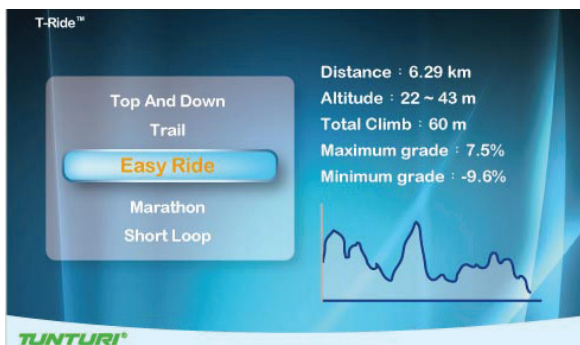 T-Ride™
Top And Down
Trail
Easy Ride
Marathon
Short Loop
Distance : 6.29 km
Altitude : 22 ~ 43 m
Total Climb : 60 m
Maximum grade : 7.5%
Minimum grade : -9.6%
TUNTURI®